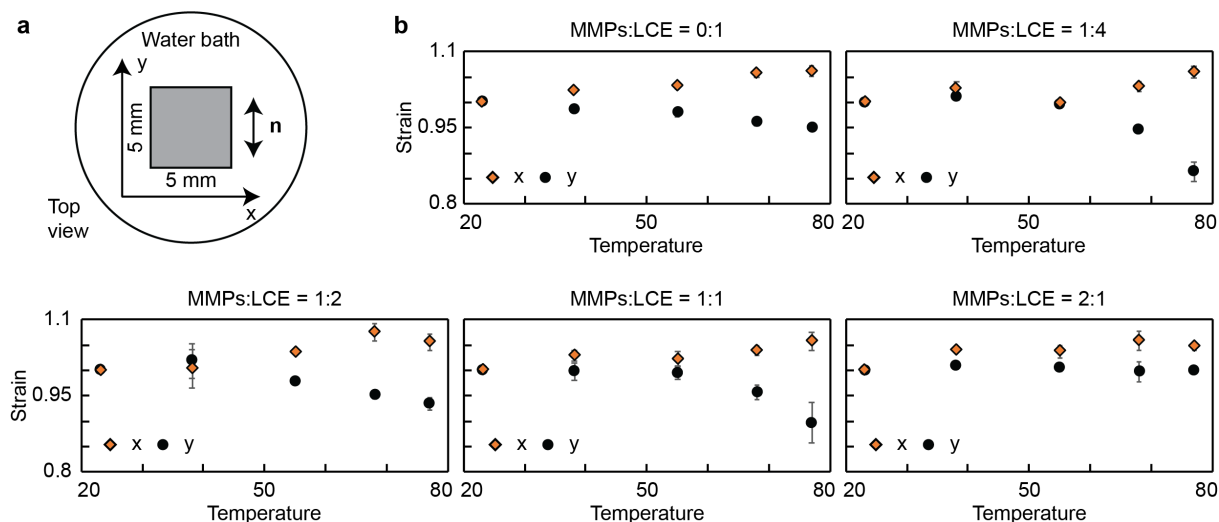 a
Water bath
y
5 mm
n
5 mm
x
Top
view
b
MMPs:LCE = 0:1
1.1
0.95
0.8
Strain
x y
20 50 80
Temperature
MMPs:LCE = 1:4
x y
20 50 80
Temperature
MMPs:LCE = 1:2
1.1
0.95
0.8
Strain
x y
20 50 80
Temperature
MMPs:LCE = 1:1
x y
20 50 80
Temperature
MMPs:LCE = 2:1
x y
20 50 80
Temperature